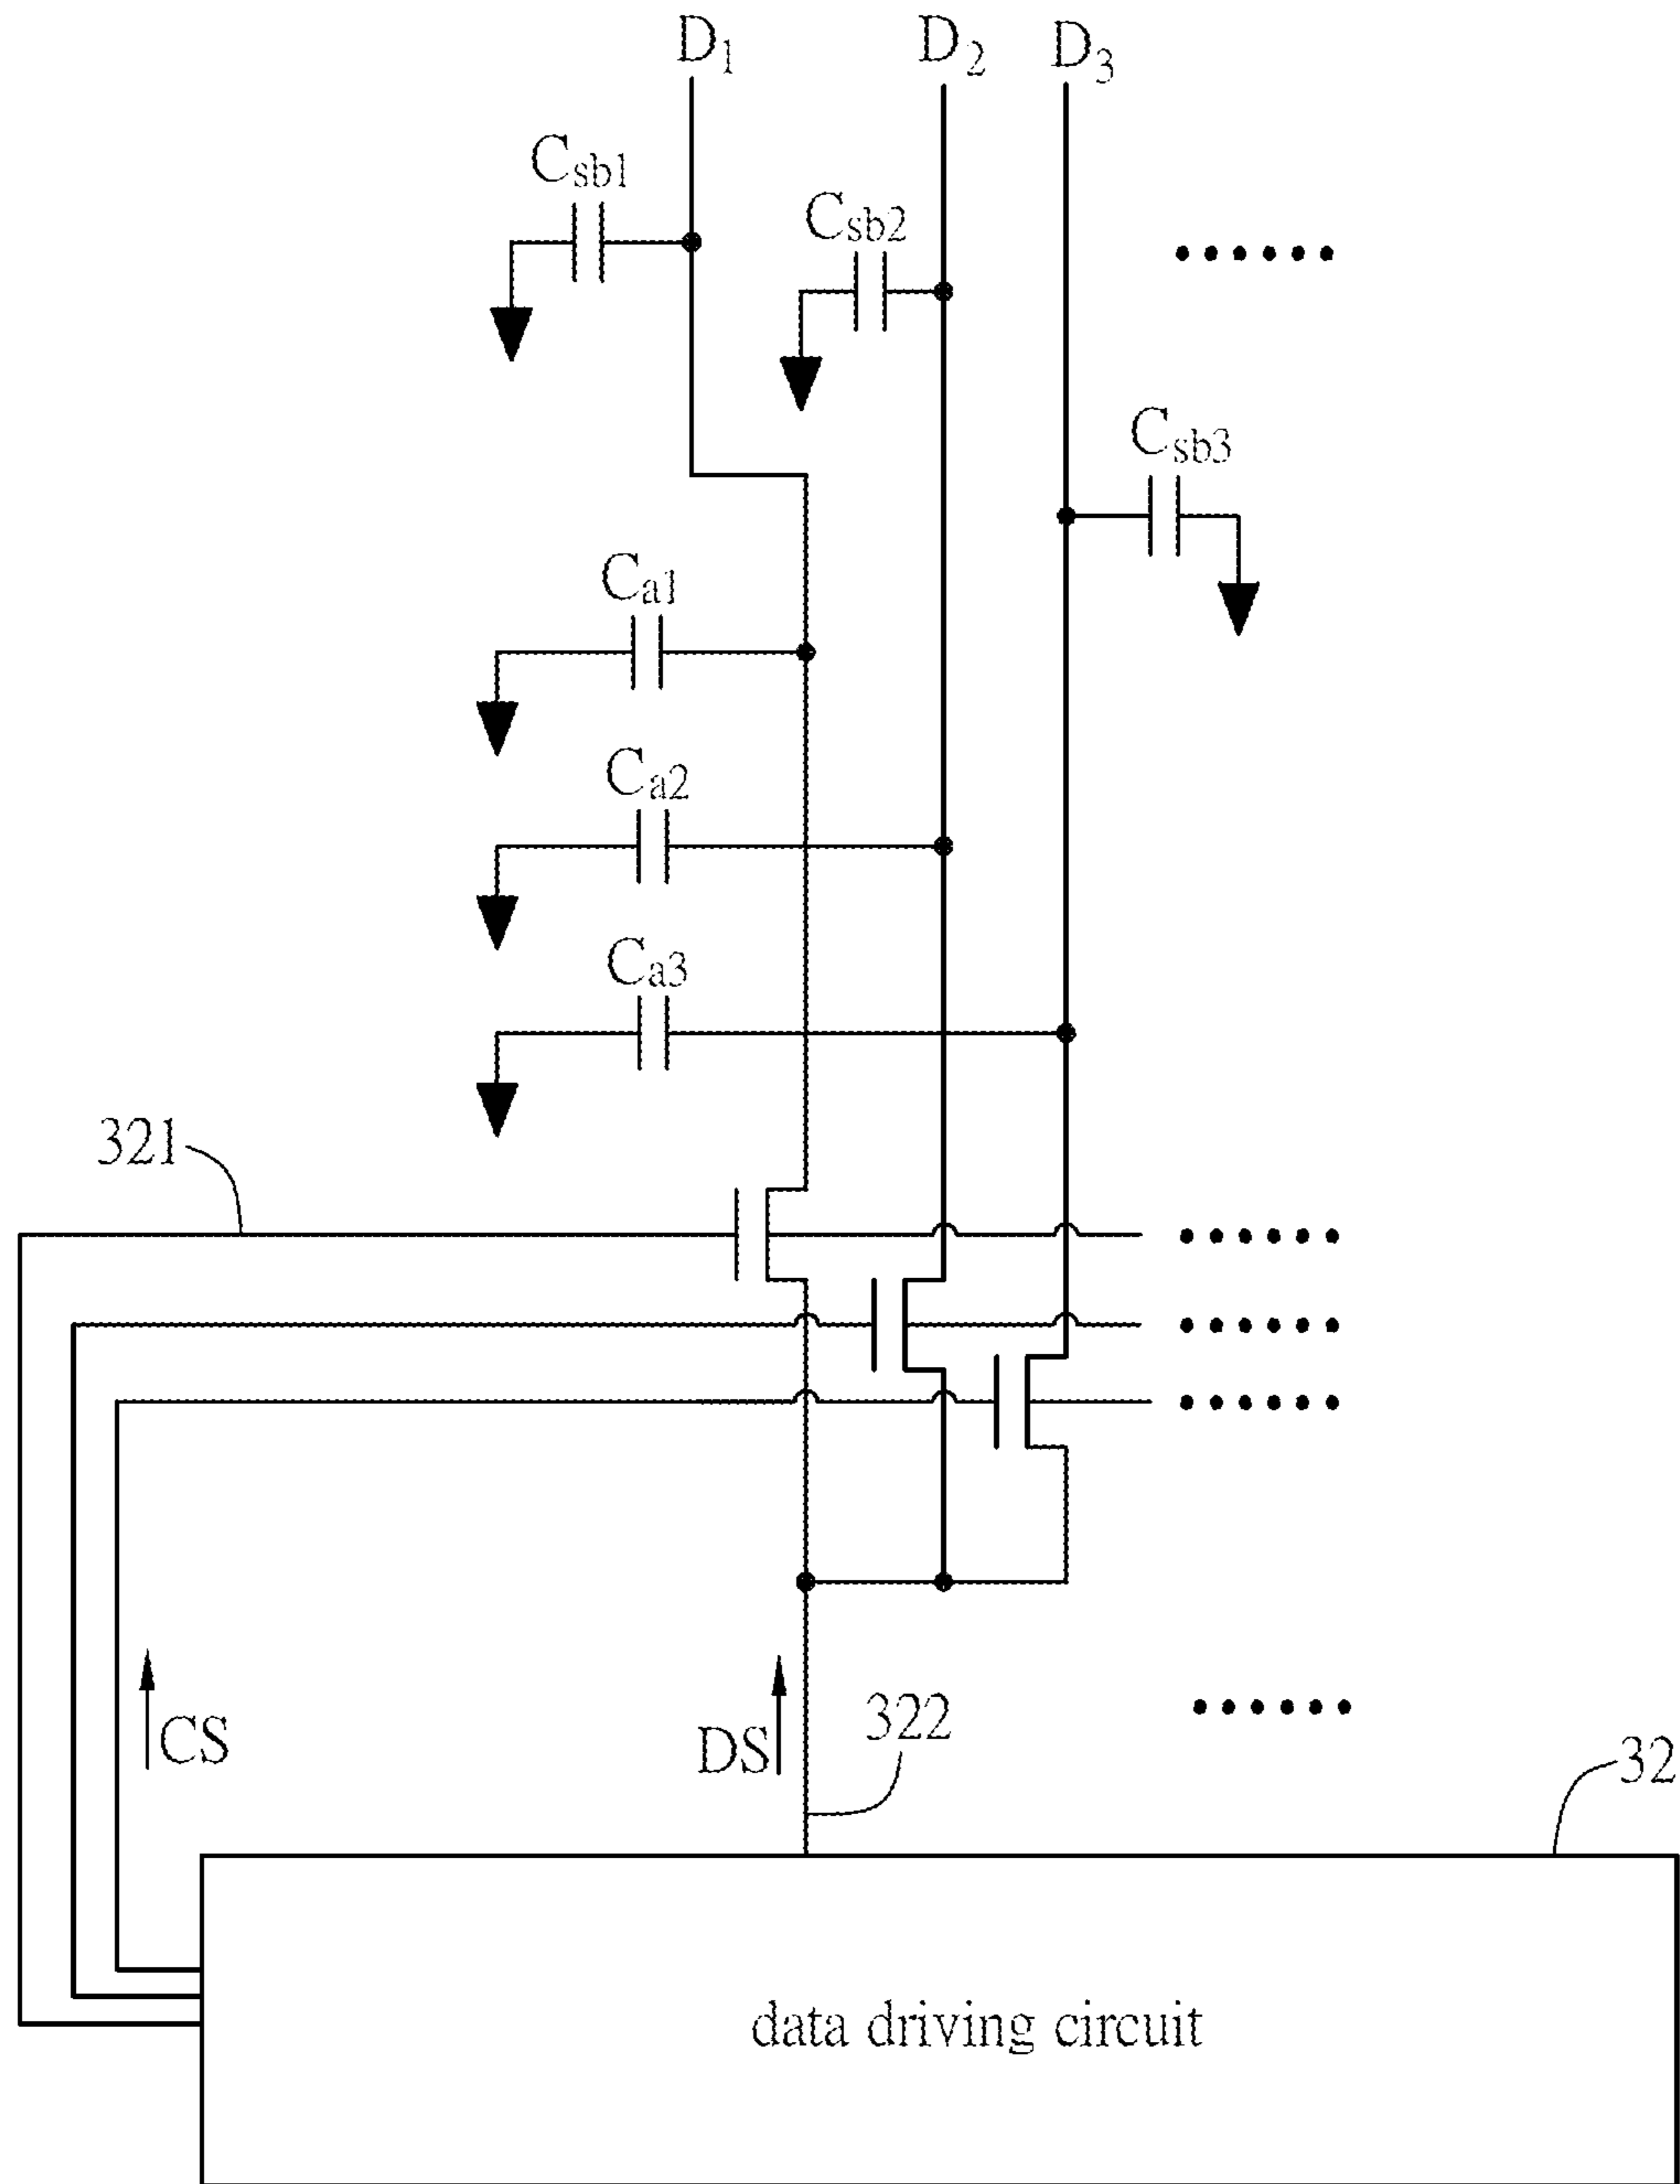 D1
D2
D3
Csb1
Csb2
Csb3
Ca1
Ca2
Ca3
321
CS
DS
322
32
data driving circuit